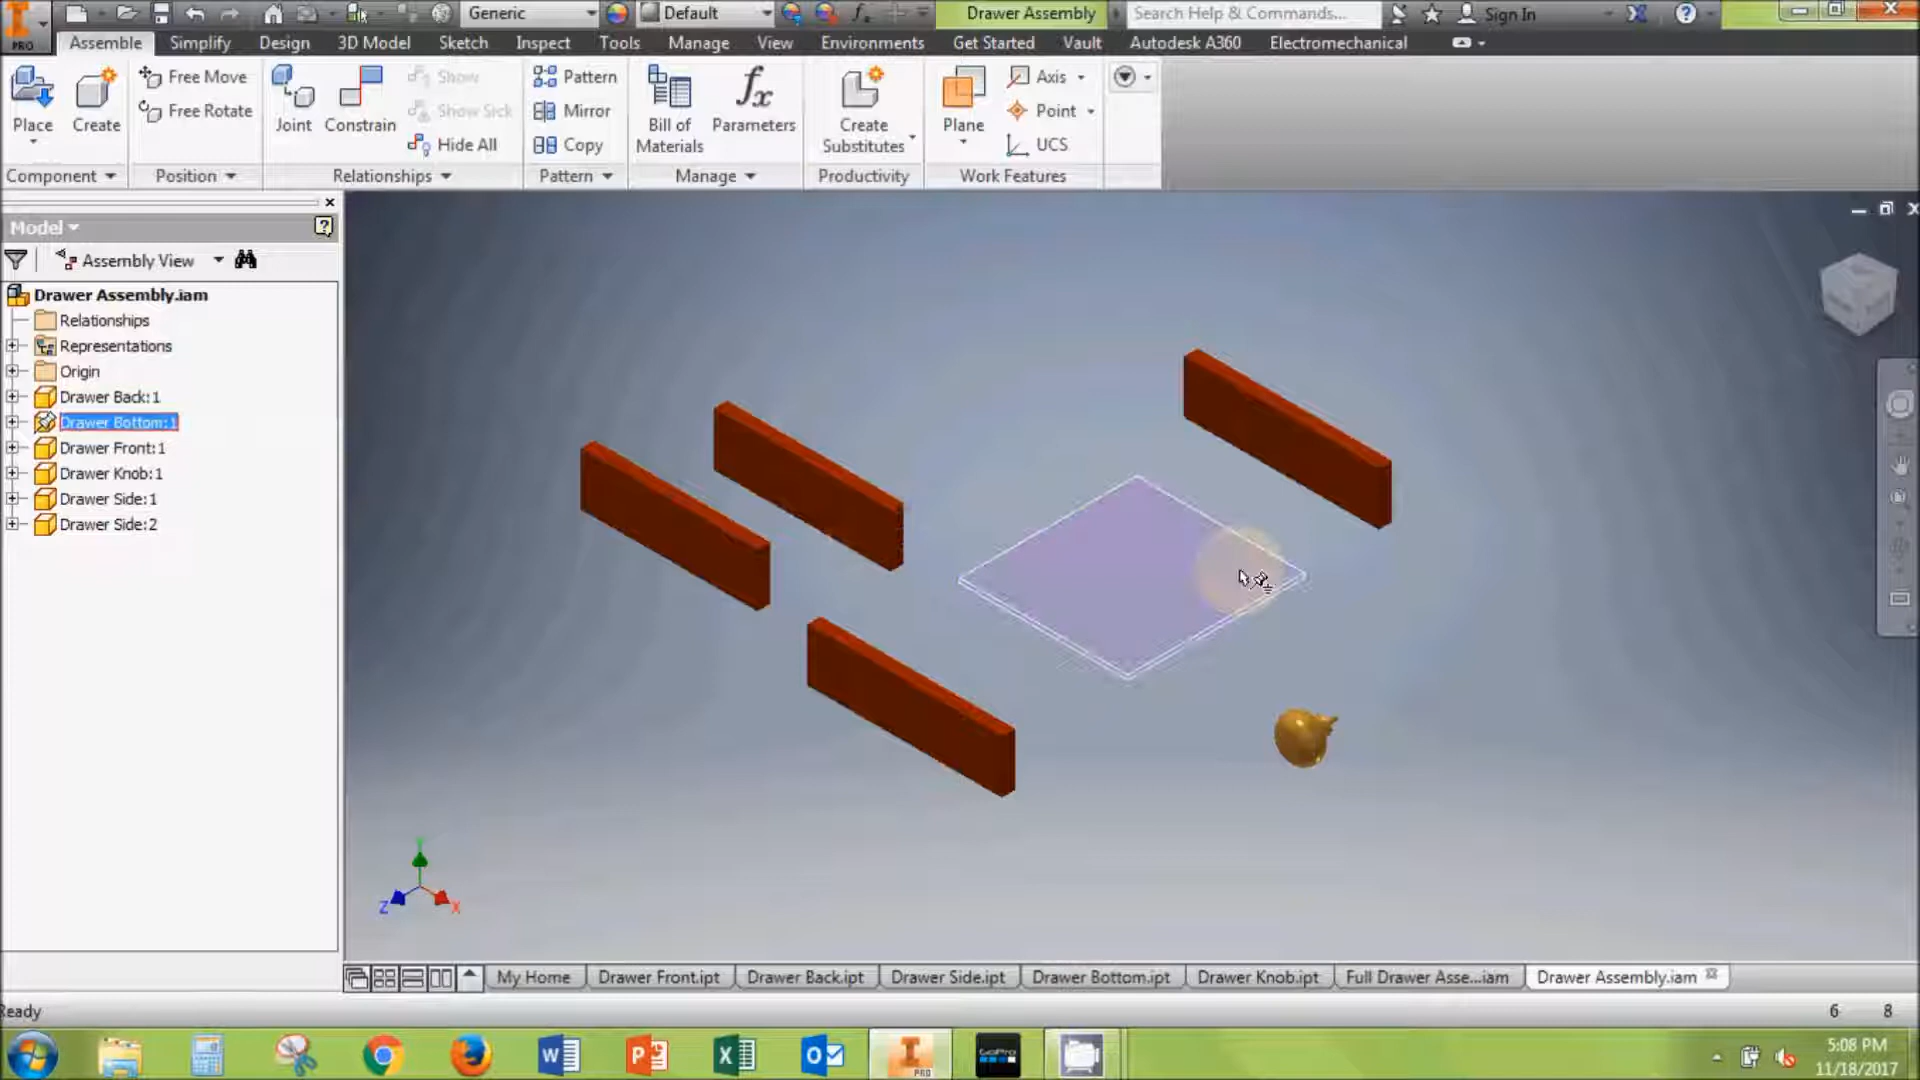 Generic
Default
Drawer Assembly
Search Help & Commands...
Sign In
PRO
Assemble
Simplify
Design
3D Model
Sketch
Inspect
Tools
Manage
View
Environments
Get Started
Vault
Autodesk A360
Electromechanical
Place
Create
Free Move
Free Rotate
Joint
Constrain
Show
Show Sick
Hide All
Pattern
Mirror
Copy
Bill of
Materials
fx
Parameters
Create
Substitutes
Plane
Axis
Point
UCS
Component
Position
Relationships
Pattern
Manage
Productivity
Work Features
Model
Assembly View
Drawer Assembly.iam
Relationships
Representations
Origin
Drawer Back:1
Drawer Bottom:1
Drawer Front:1
Drawer Knob:1
Drawer Side:1
Drawer Side:2
Y
Z
X
My Home
Drawer Front.ipt
Drawer Back.ipt
Drawer Side.ipt
Drawer Bottom.ipt
Drawer Knob.ipt
Full Drawer Asse...iam
Drawer Assembly.iam
Ready
6
8
GoPro
PRO
5:08 PM
11/18/2017